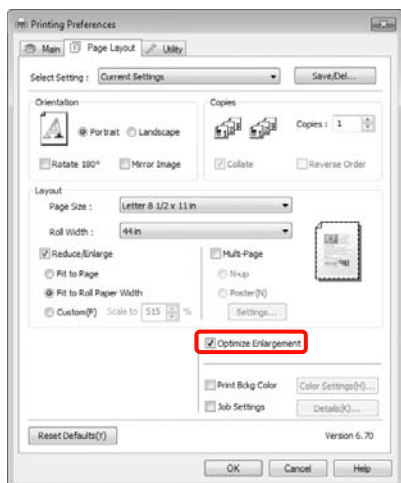 Printing Preferences
Main Page Layout Utility
Select Setting : Current Settings Save/Del...
Orientation Copies
A Portrait Landscape Copies : 1
Rotate 180° Mirror Image Collate Reverse Order
Layout
Page Size : Letter 8 1/2 x 11 in
Roll Width : 44 in
Reduce/Enlarge Multi-Page
Fit to Page N-up
Fit to Roll Paper Width Poster(N)
Custom(F) Scale to 515 % Settings...
Optimize Enlargement
Print Bckg Color Color Settings(H)...
Job Settings Details(K)...
Reset Defaults(Y) Version 6.70
OK Cancel Help